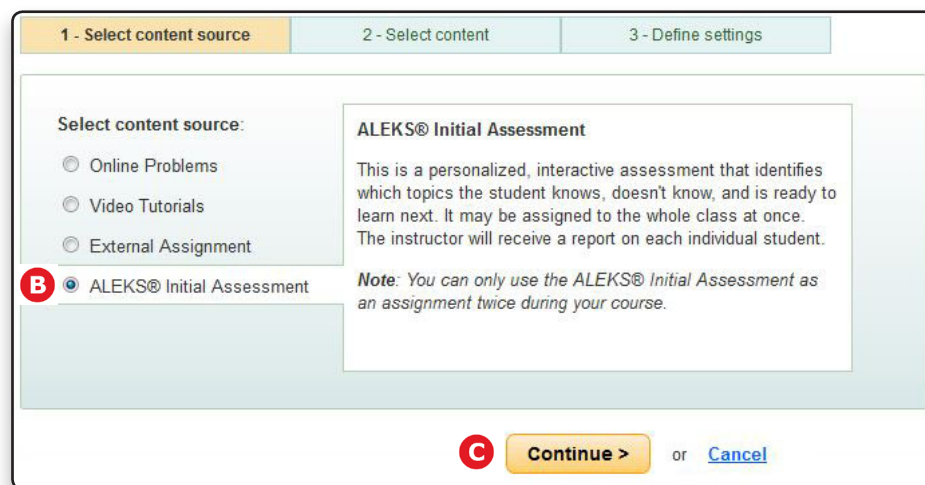 1 - Select content source
2 - Select content
3 - Define settings
Select content source:
Online Problems
Video Tutorials
External Assignment
B
ALEKS® Initial Assessment
ALEKS® Initial Assessment
This is a personalized, interactive assessment that identifies
which topics the student knows, doesn't know, and is ready to
learn next. It may be assigned to the whole class at once.
The instructor will receive a report on each individual student.
Note: You can only use the ALEKS® Initial Assessment as
an assignment twice during your course.
C
Continue > or Cancel